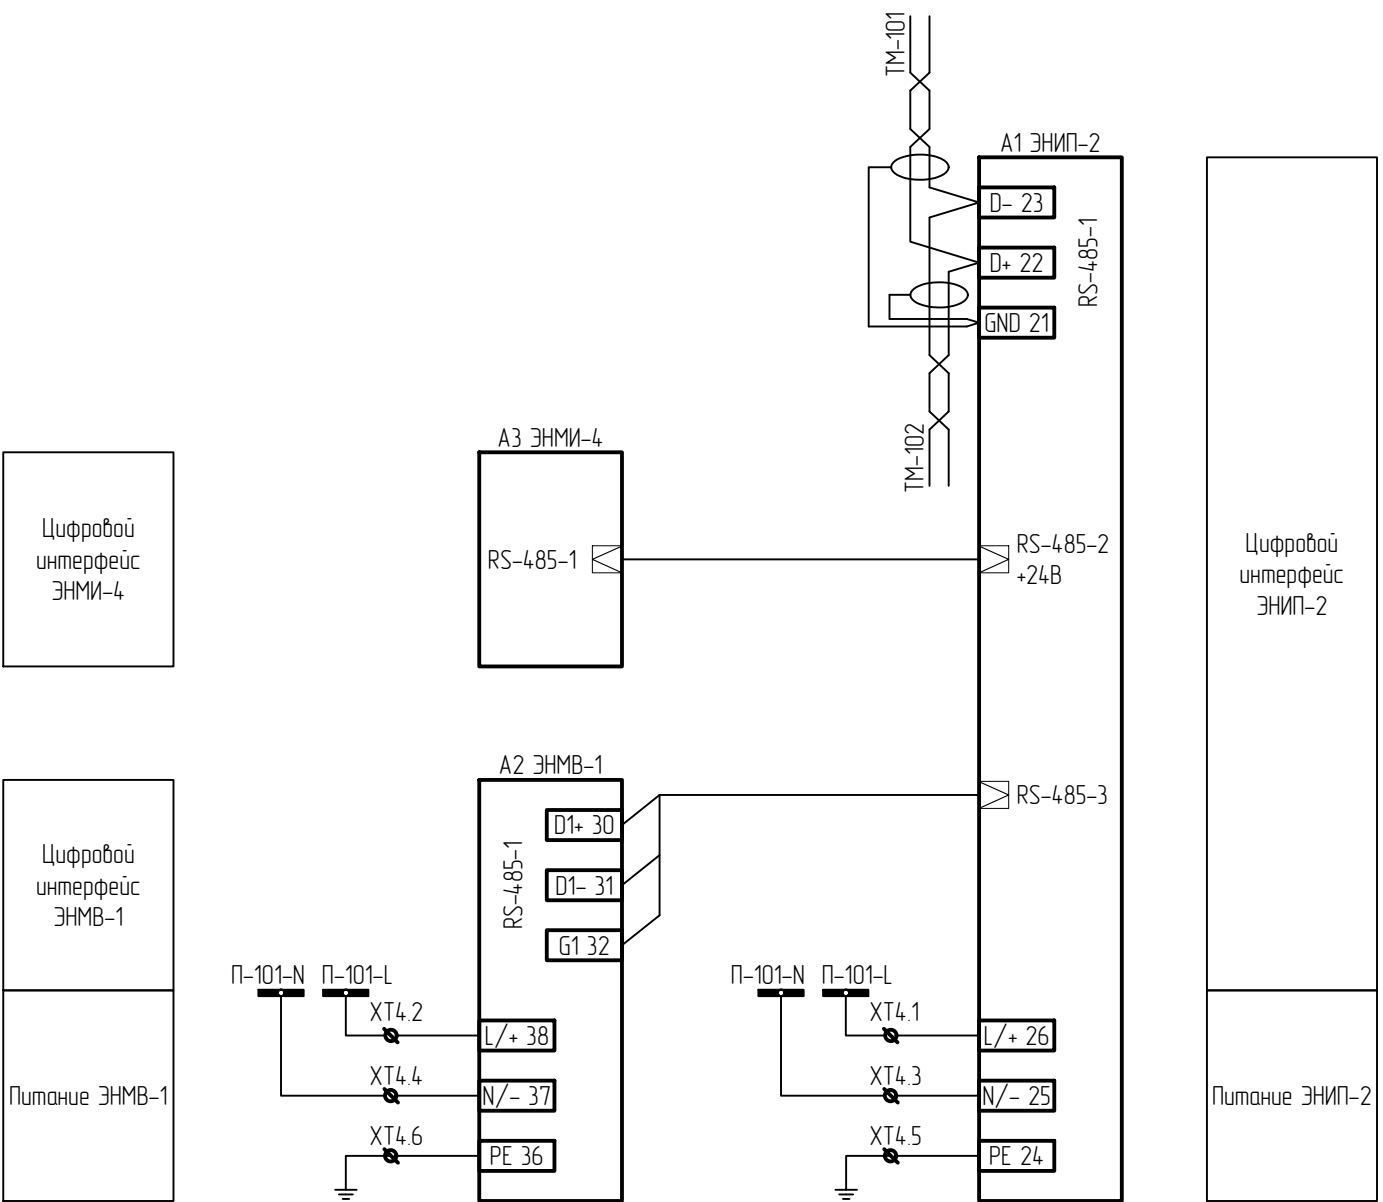 ТМ-101
А1 ЭНИП-2
D- 23
D+ 22
GND 21
RS-485-1
ТМ-102
А3 ЭНМИ-4
RS-485-1
RS-485-2
+24В
Цифровой
интерфейс
ЭНМИ-4
Цифровой
интерфейс
ЭНИП-2
А2 ЭНМВ-1
D1+ 30
D1- 31
G1 32
RS-485-1
RS-485-3
Цифровой
интерфейс
ЭНМВ-1
П-101-N
П-101-L
XT4.2
L/+ 38
XT4.4
N/- 37
XT4.6
PE 36
Питание ЭНМВ-1
П-101-N
П-101-L
XT4.1
L/+ 26
XT4.3
N/- 25
XT4.5
PE 24
Питание ЭНИП-2